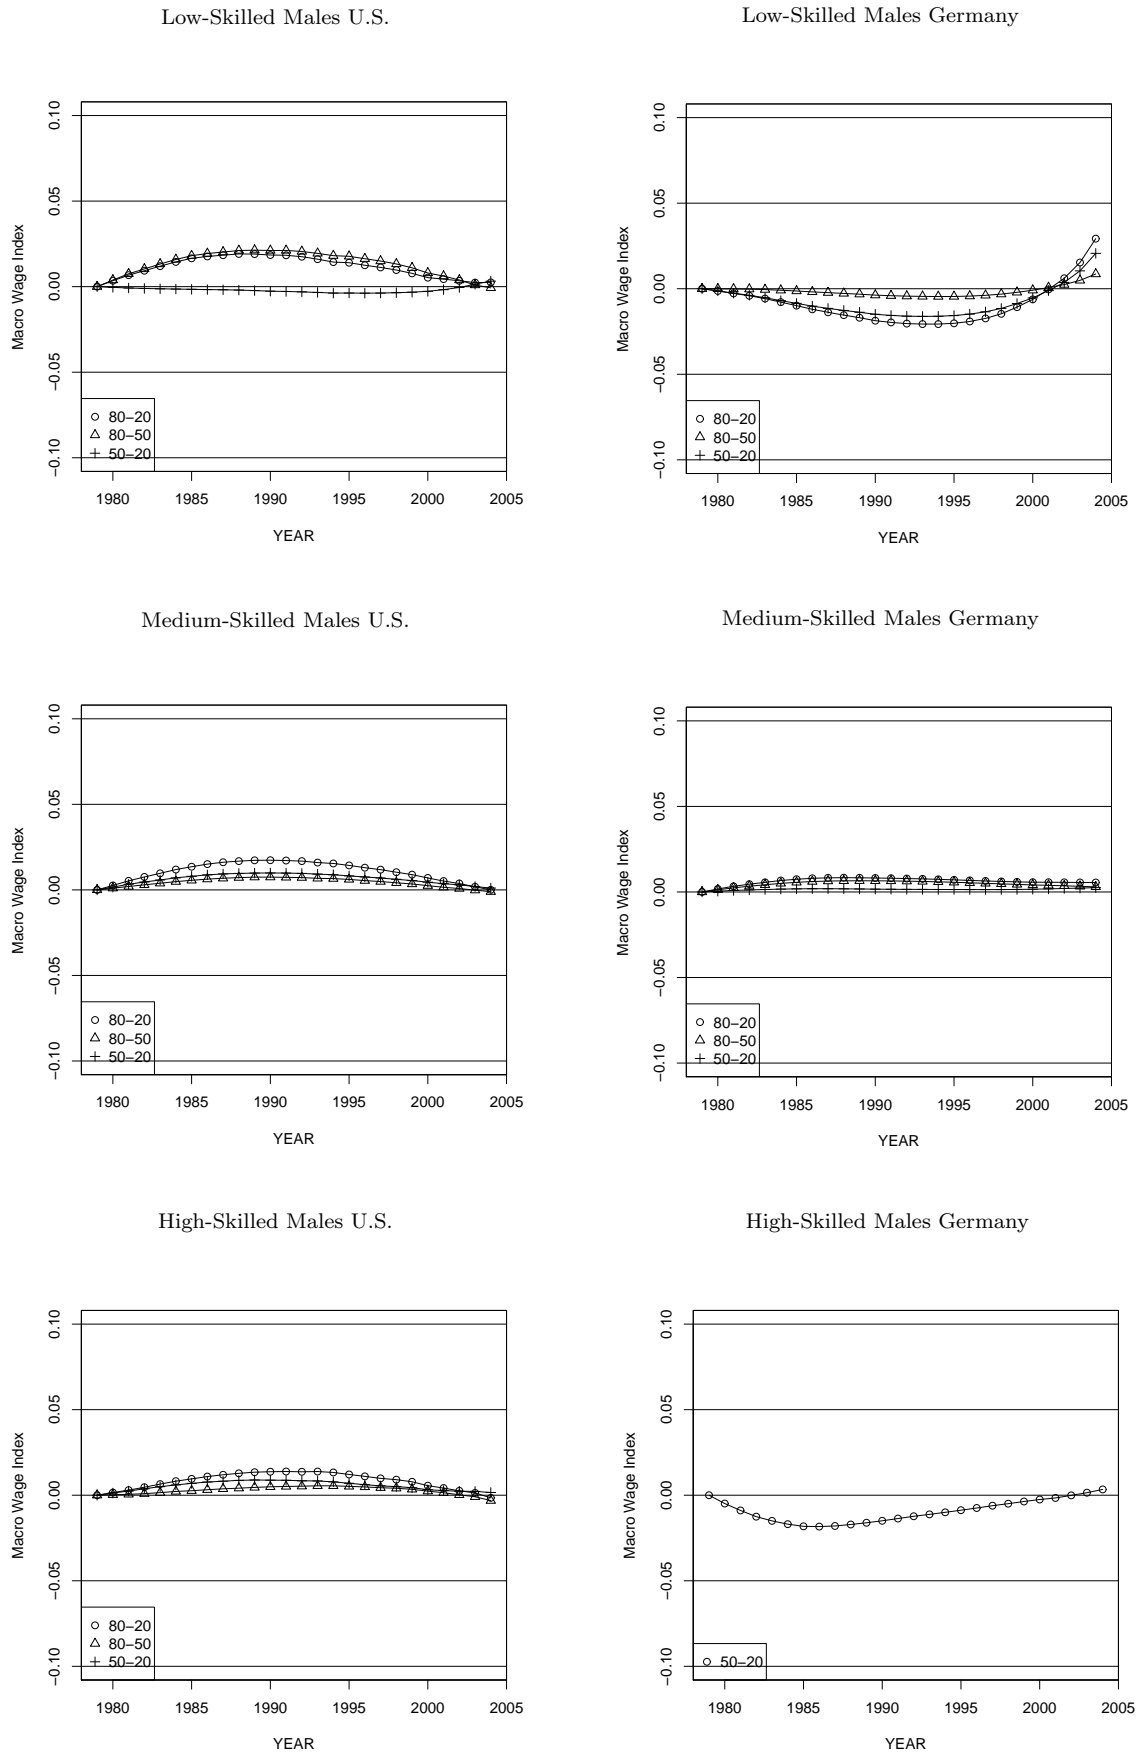 Low-Skilled Males U.S.
Macro Wage Index
0.10
0.05
0.00
−0.05
−0.10
80−20
80−50
50−20
1980 1985 1990 1995 2000 2005
YEAR
Low-Skilled Males Germany
Macro Wage Index
0.10
0.05
0.00
−0.05
−0.10
80−20
80−50
50−20
1980 1985 1990 1995 2000 2005
YEAR
Medium-Skilled Males U.S.
Macro Wage Index
0.10
0.05
0.00
−0.05
−0.10
80−20
80−50
50−20
1980 1985 1990 1995 2000 2005
YEAR
Medium-Skilled Males Germany
Macro Wage Index
0.10
0.05
0.00
−0.05
−0.10
80−20
80−50
50−20
1980 1985 1990 1995 2000 2005
YEAR
High-Skilled Males U.S.
Macro Wage Index
0.10
0.05
0.00
−0.05
−0.10
80−20
80−50
50−20
1980 1985 1990 1995 2000 2005
YEAR
High-Skilled Males Germany
Macro Wage Index
0.10
0.05
0.00
−0.05
−0.10
50−20
1980 1985 1990 1995 2000 2005
YEAR